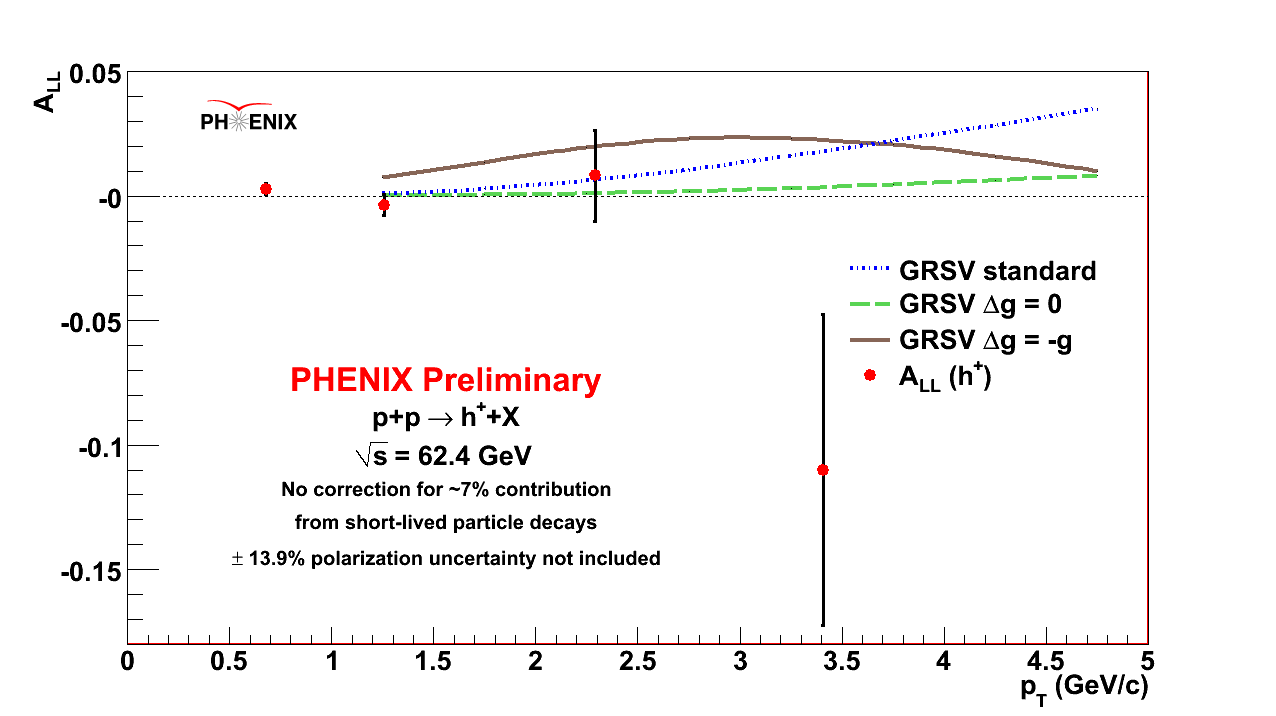 A_LL
0.05
-0
-0.05
-0.1
-0.15
PHENIX
GRSV standard
GRSV Δg = 0
GRSV Δg = -g
A_LL (h⁺)
PHENIX Preliminary
p+p → h⁺+X
√s = 62.4 GeV
No correction for ~7% contribution
from short-lived particle decays
± 13.9% polarization uncertainty not included
0 0.5 1 1.5 2 2.5 3 3.5 4 4.5 5
p_T (GeV/c)